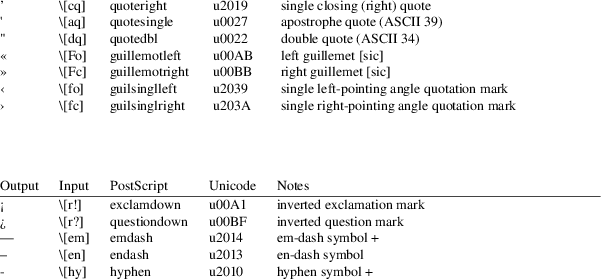 ’ \[cq] quoteright u2019 single closing (right) quote
' \[aq] quotesingle u0027 apostrophe quote (ASCII 39)
" \[dq] quotedbl u0022 double quote (ASCII 34)
« \[Fo] guillemotleft u00AB left guillemet [sic]
» \[Fc] guillemotright u00BB right guillemet [sic]
‹ \[fo] guilsinglleft u2039 single left-pointing angle quotation mark
› \[fc] guilsinglright u203A single right-pointing angle quotation mark
Output Input PostScript Unicode Notes
¡ \[r!] exclamdown u00A1 inverted exclamation mark
¿ \[r?] questiondown u00BF inverted question mark
— \[em] emdash u2014 em-dash symbol +
– \[en] endash u2013 en-dash symbol
- \[hy] hyphen u2010 hyphen symbol +